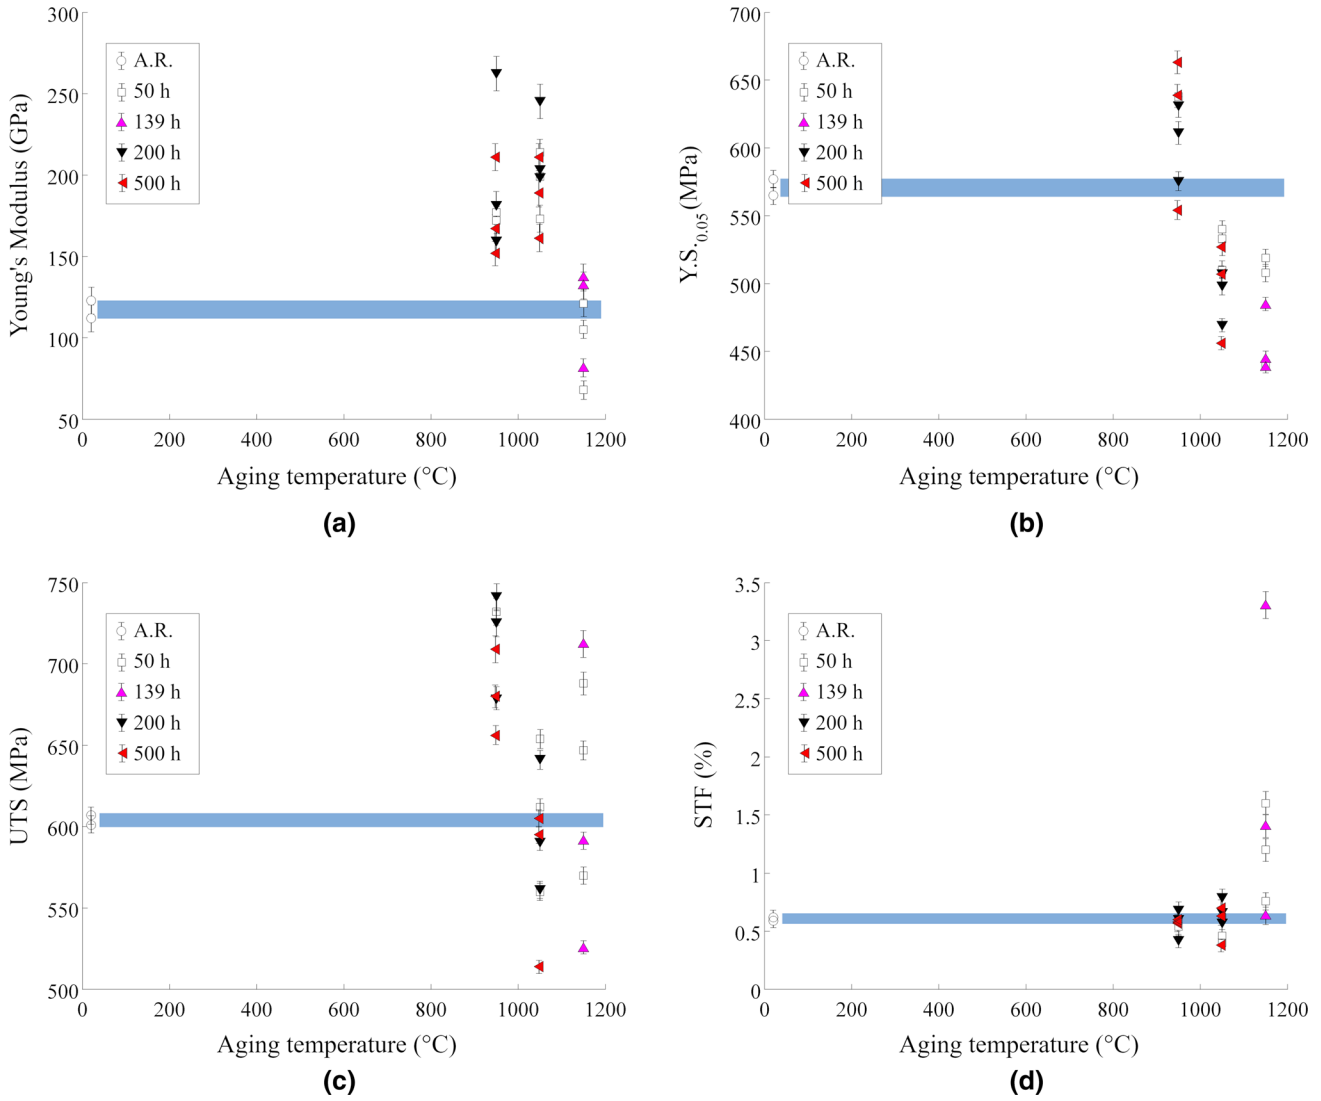 300
250
200
150
100
50
Young's Modulus (GPa)
A.R.
50 h
139 h
200 h
500 h
0 200 400 600 800 1000 1200
Aging temperature (°C)
(a)
700
650
600
550
500
450
400
Y.S.0.05 (MPa)
A.R.
50 h
139 h
200 h
500 h
0 200 400 600 800 1000 1200
Aging temperature (°C)
(b)
750
700
650
600
550
500
UTS (MPa)
A.R.
50 h
139 h
200 h
500 h
0 200 400 600 800 1000 1200
Aging temperature (°C)
(c)
3.5
3
2.5
2
1.5
1
0.5
0
STF (%)
A.R.
50 h
139 h
200 h
500 h
0 200 400 600 800 1000 1200
Aging temperature (°C)
(d)